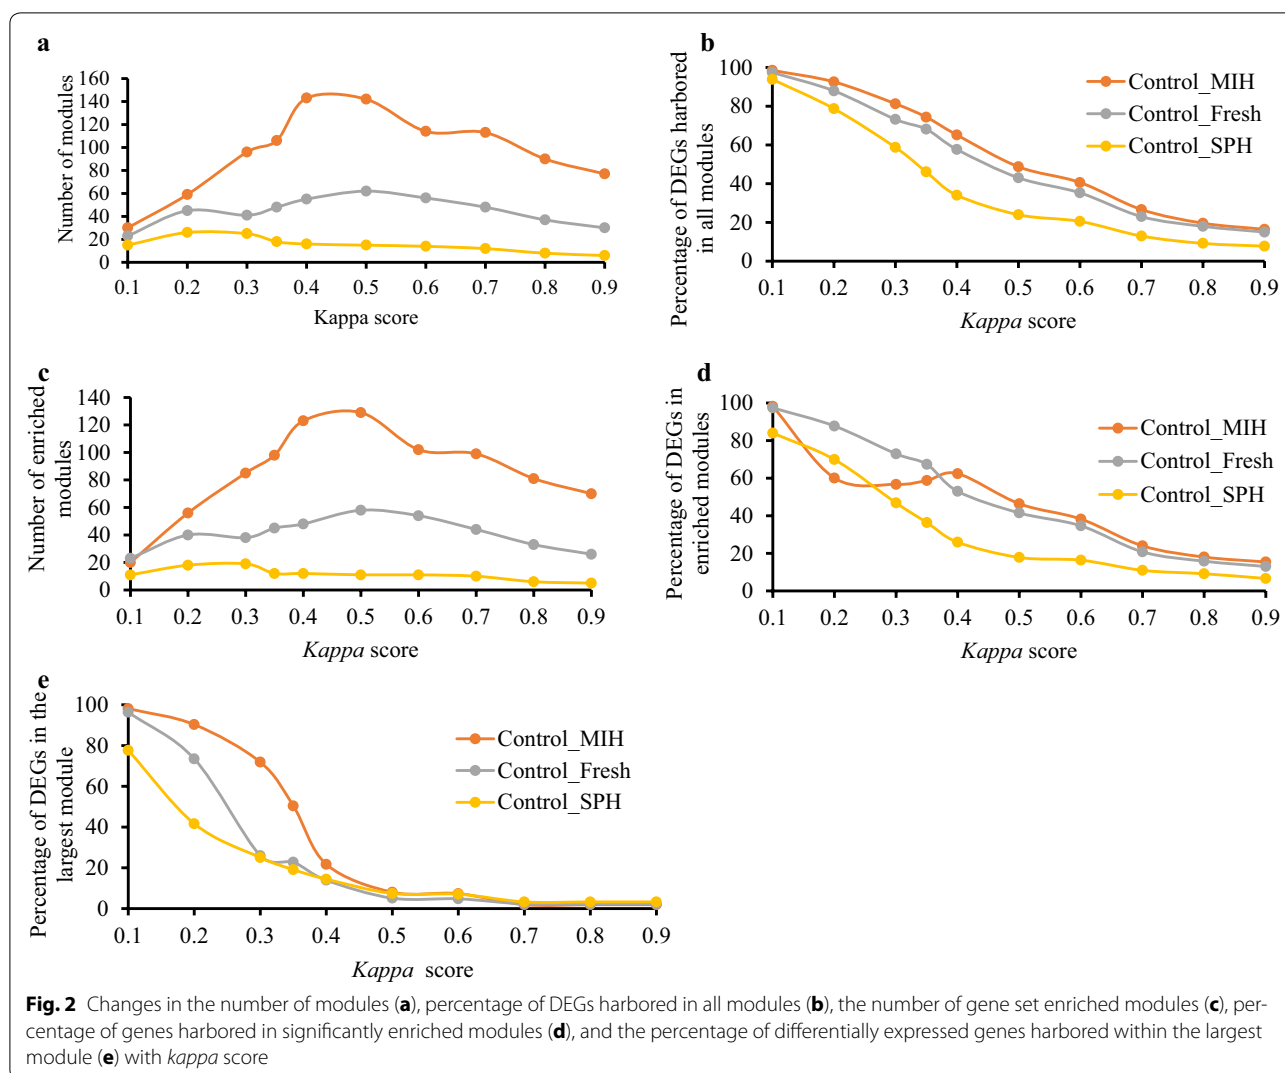 a
160
140
120
100
80
60
40
20
0
Number of modules
0.1 0.2 0.3 0.4 0.5 0.6 0.7 0.8 0.9
Kappa score
b
100
80
60
40
20
0
Percentage of DEGs harbored
in all modules
Control_MIH
Control_Fresh
Control_SPH
0.1 0.2 0.3 0.4 0.5 0.6 0.7 0.8 0.9
Kappa score
c
140
120
100
80
60
40
20
0
Number of enriched
modules
0.1 0.2 0.3 0.4 0.5 0.6 0.7 0.8 0.9
Kappa score
d
100
80
60
40
20
0
Percentage of DEGs in
enriched modules
Control_MIH
Control_Fresh
Control_SPH
0.1 0.2 0.3 0.4 0.5 0.6 0.7 0.8 0.9
Kappa score
e
100
80
60
40
20
0
Percentage of DEGs in the
largest module
Control_MIH
Control_Fresh
Control_SPH
0.1 0.2 0.3 0.4 0.5 0.6 0.7 0.8 0.9
Kappa score
Fig. 2 Changes in the number of modules (a), percentage of DEGs harbored in all modules (b), the number of gene set enriched modules (c), per-
centage of genes harbored in significantly enriched modules (d), and the percentage of differentially expressed genes harbored within the largest
module (e) with kappa score